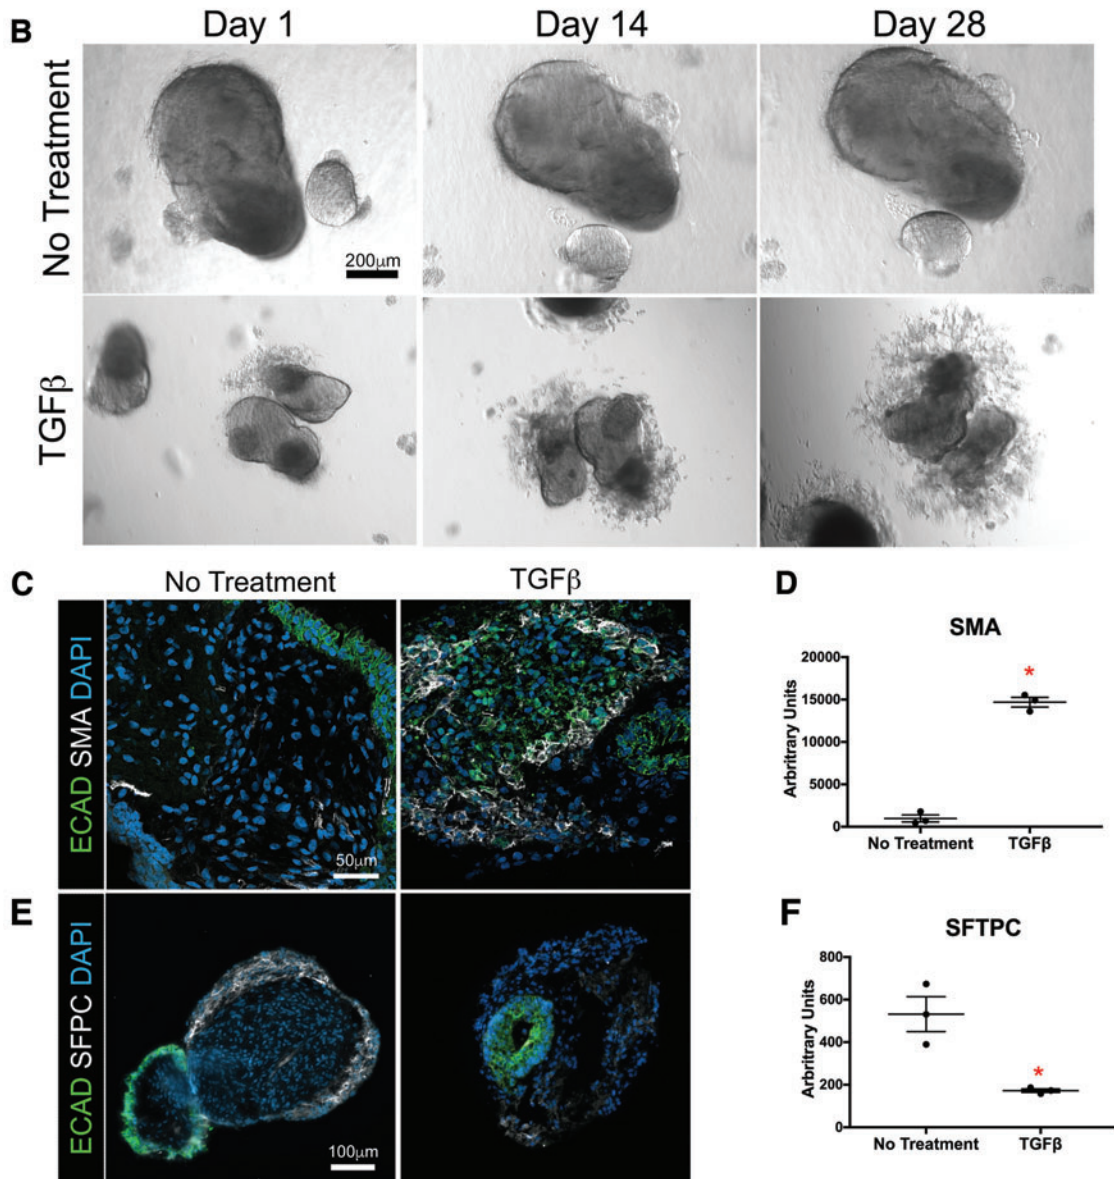 B
Day 1
Day 14
Day 28
No Treatment
200μm
TGFβ
C
No Treatment
TGFβ
ECAD SMA DAPI
50μm
D
SMA
Arbritrary Units
20000
15000
10000
5000
0
*
No Treatment
TGFβ
E
ECAD SFPC DAPI
100μm
F
SFTPC
Arbritrary Units
800
600
400
200
0
*
No Treatment
TGFβ